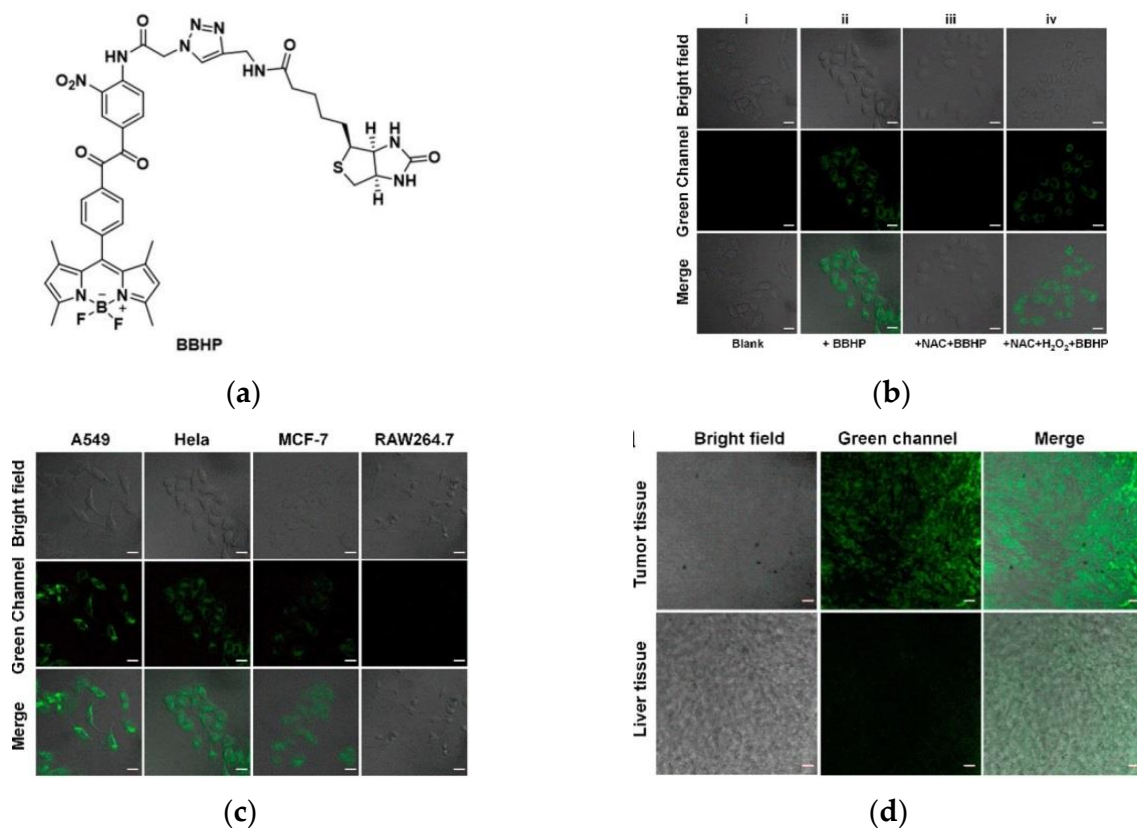 O
N
N
N
O
NH
N
H
O2N
O
O
H
HN
O
S
NH
H
N
B
N
−
+
F
F
BBHP
(a)
i ii iii iv
Bright field
Green Channel
Merge
Blank + BBHP +NAC+BBHP +NAC+H2O2+BBHP
(b)
A549 Hela MCF-7 RAW264.7
Bright field
Green Channel
Merge
(c)
Bright field Green channel Merge
Tumor tissue
Liver tissue
(d)